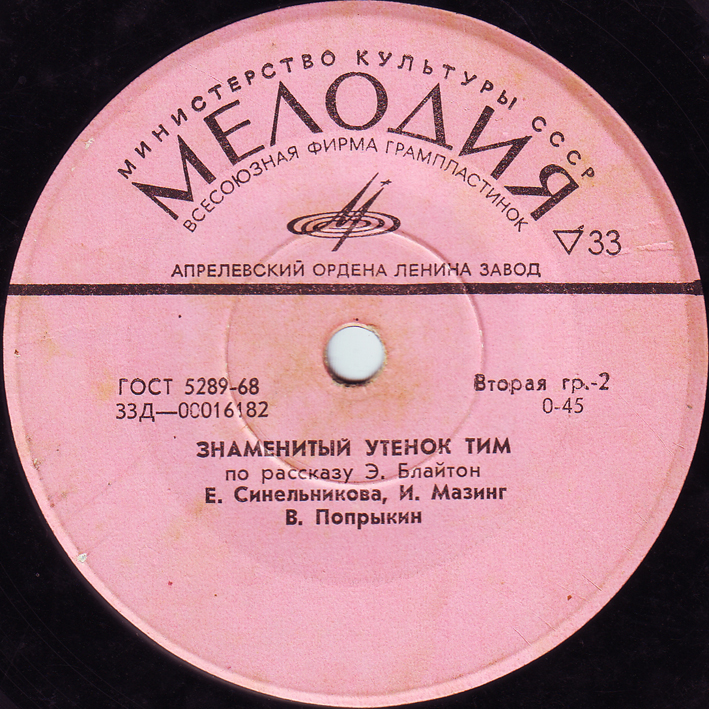 МИНИСТЕРСТВО КУЛЬТУРЫ СССР
МЕЛОДИЯ
ВСЕСОЮЗНАЯ ФИРМА ГРАМПЛАСТИНОК
33
АПРЕЛЕВСКИЙ ОРДЕНА ЛЕНИНА ЗАВОД
ГОСТ 5289-68
Вторая гр.-2
33Д—00016182
0-45
ЗНАМЕНИТЫЙ УТЕНОК ТИМ
по рассказу Э. Блайтон
Е. Синельникова, И. Мазинг
В. Попрыкин